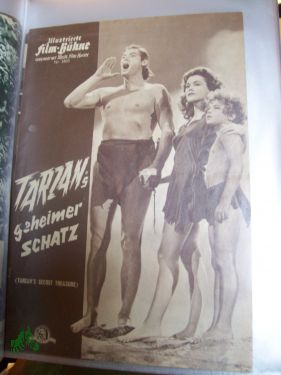 Illustrierte
Film-Bühne
TARZAN's
geheimer
SCHATZ
(TARZAN'S SECRET TREASURE)